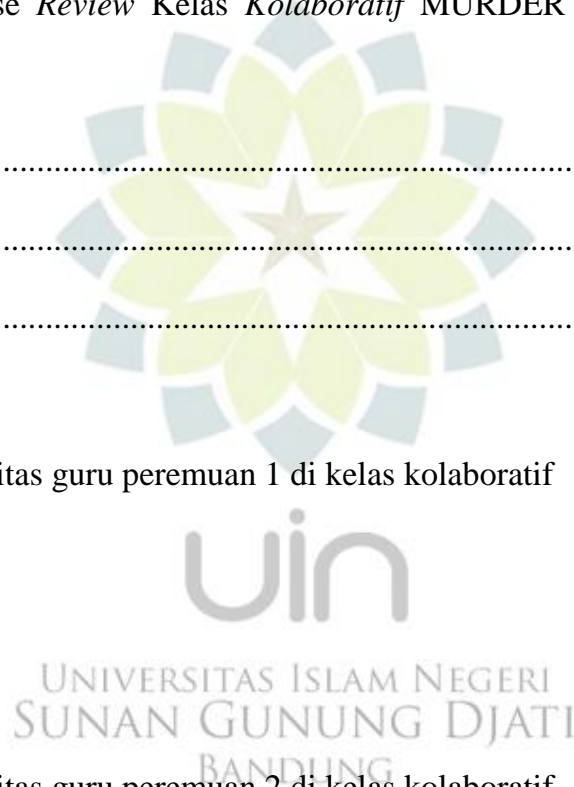 se Review Kelas Kolaboratif MURDER
..................................................................
..................................................................
..................................................................
itas guru peremuan 1 di kelas kolaboratif
uin
UNIVERSITAS ISLAM NEGERI
SUNAN GUNUNG DJATI
BANDUNG
itas guru peremuan 2 di kelas kolaboratif